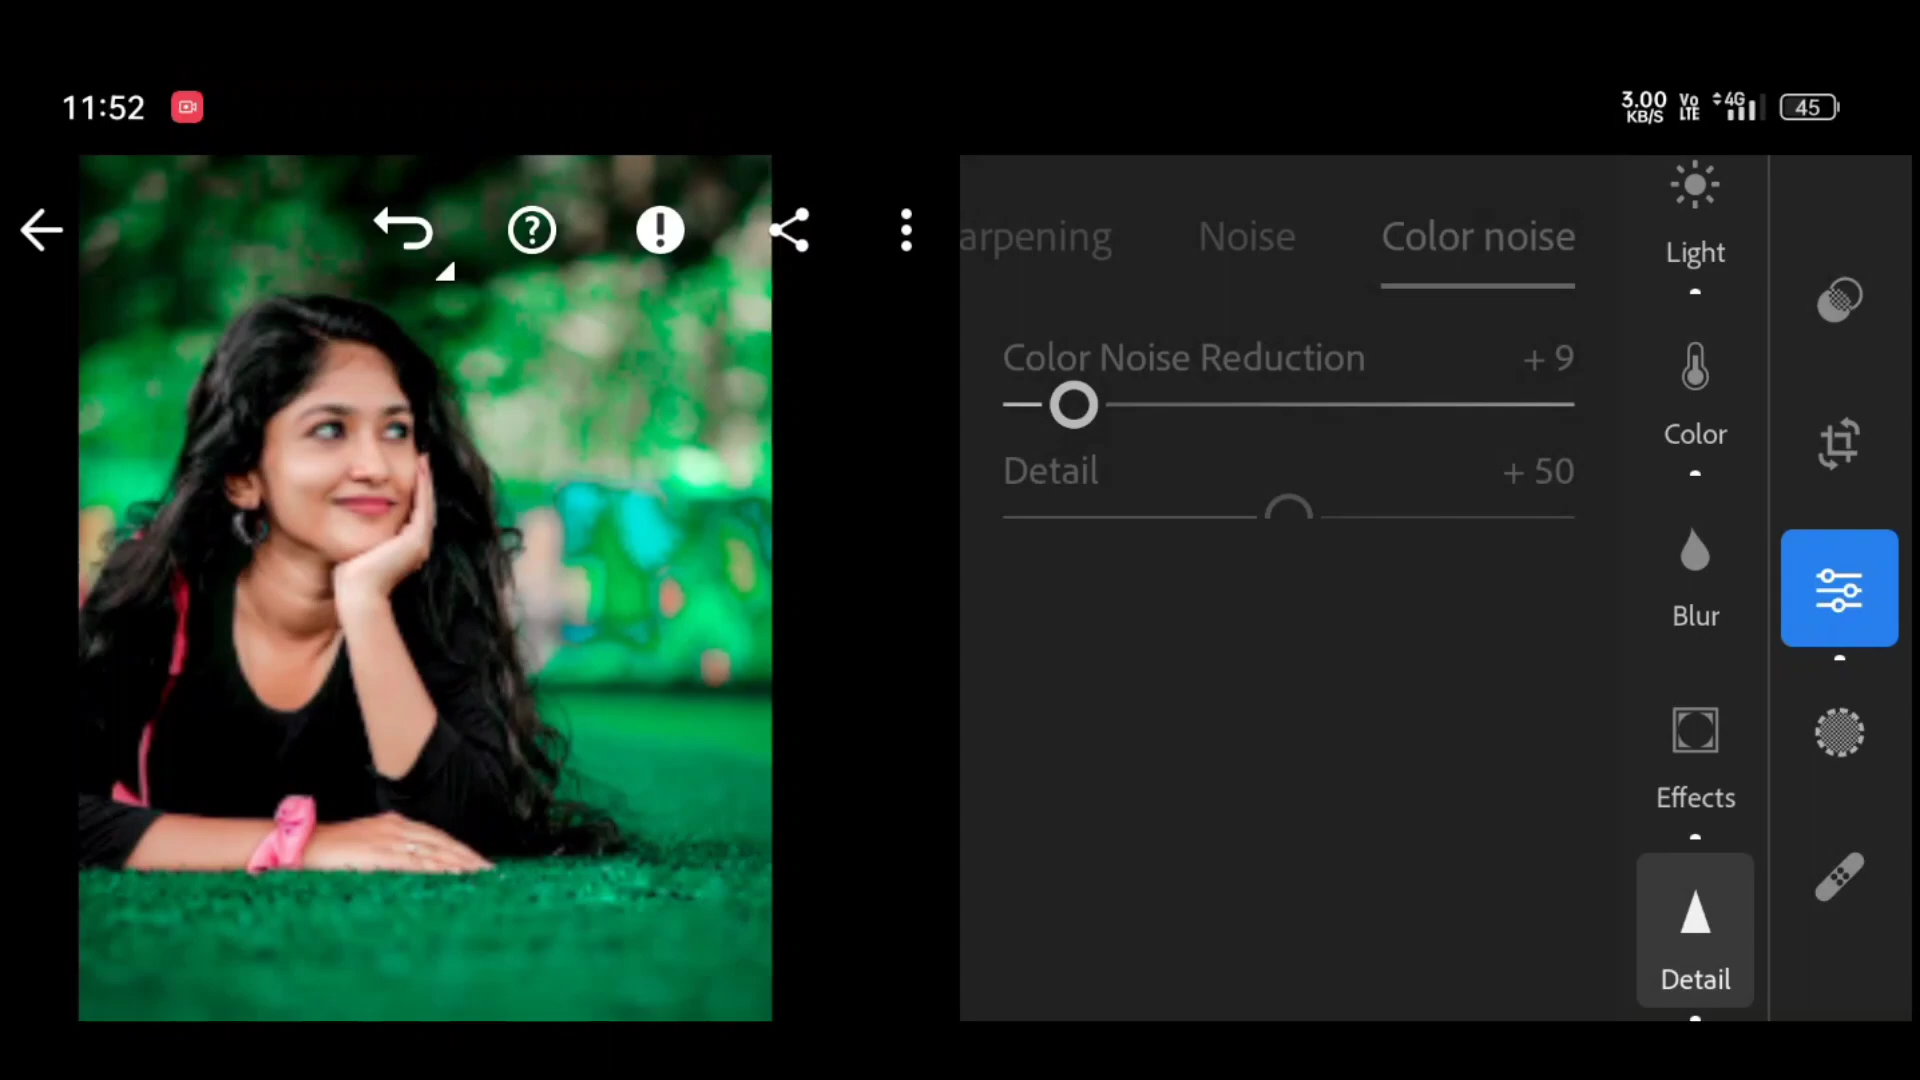 11:52
3.00
KB/S
Vo
LTE
4G
45
arpening Noise Color noise
Color Noise Reduction + 9
Detail + 50
Light
Color
Blur
Effects
Detail